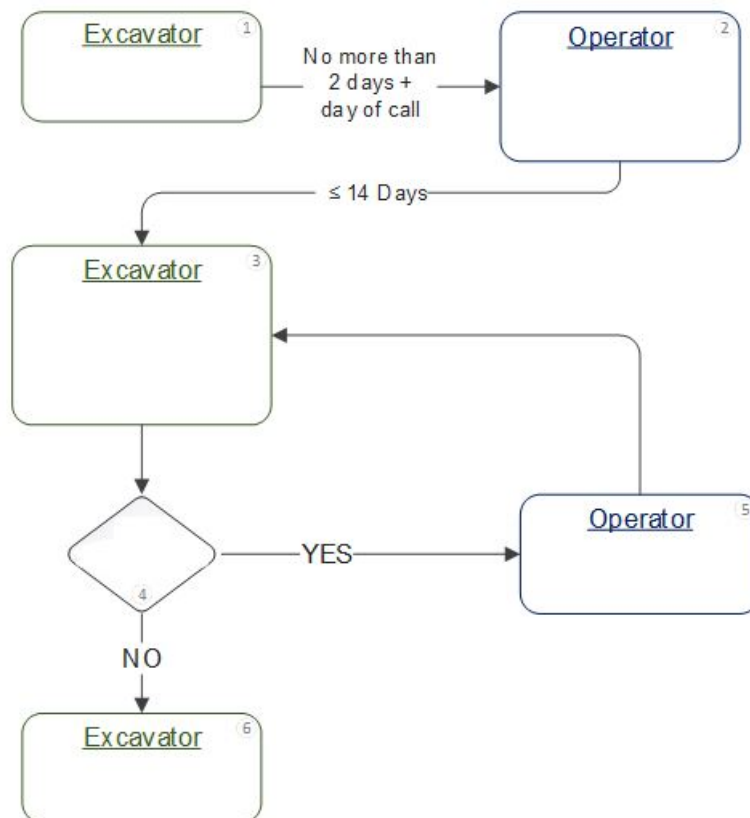 Excavator 1
Operator 2
No more than
2 days +
day of call
≤ 14 Days
Excavator 3
4
YES
Operator 5
NO
Excavator 6